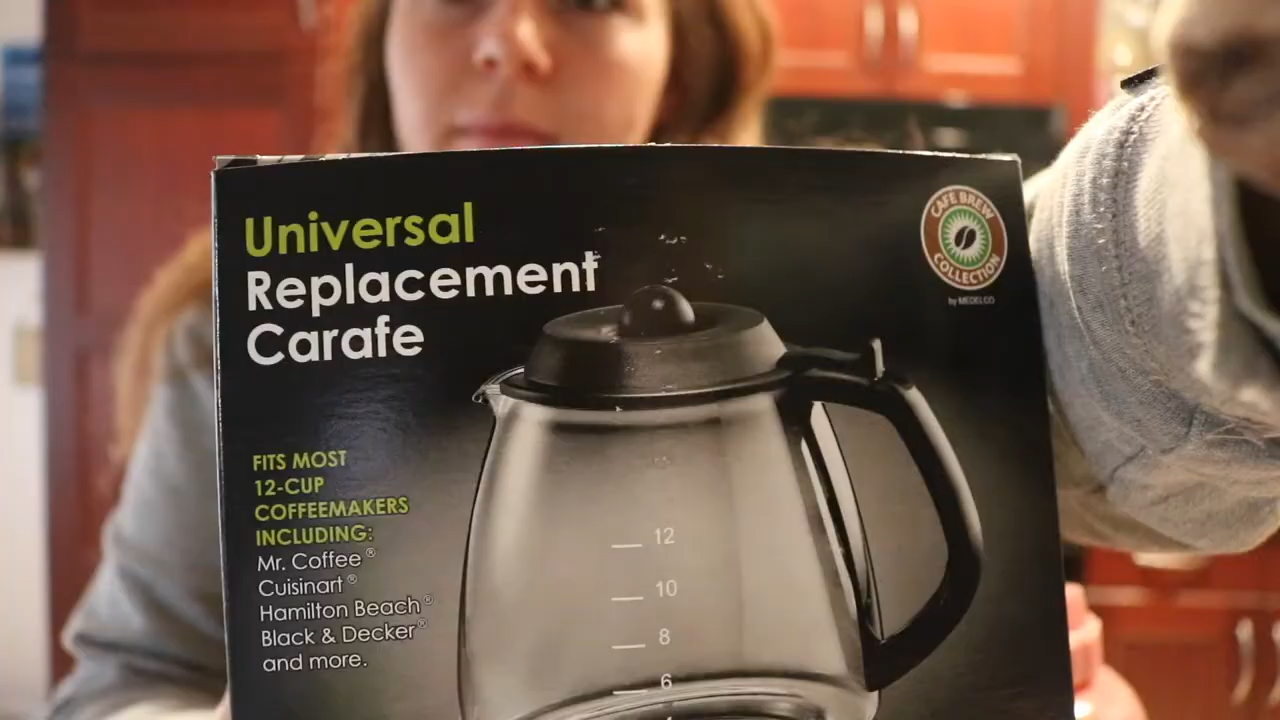 Universal
Replacement
Carafe
CAFE BREW
COLLECTION
by MEDELCO
FITS MOST
12-CUP
COFFEEMAKERS
INCLUDING:
Mr. Coffee®
Cuisinart®
Hamilton Beach®
Black & Decker®
and more.
12
10
8
6